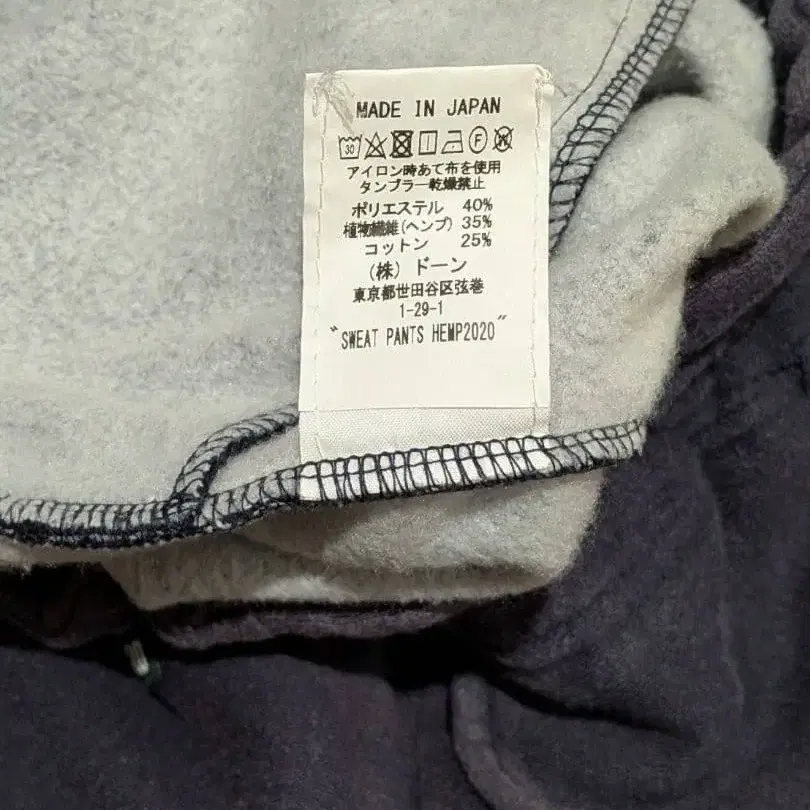 MADE IN JAPAN
30 F W
アイロン時あて布を使用
タンブラー乾燥禁止
ポリエステル 40%
植物繊維(ヘンプ) 35%
コットン 25%
(株) ドーン
東京都世田谷区弦巻
1-29-1
"SWEAT PANTS HEMP2020"